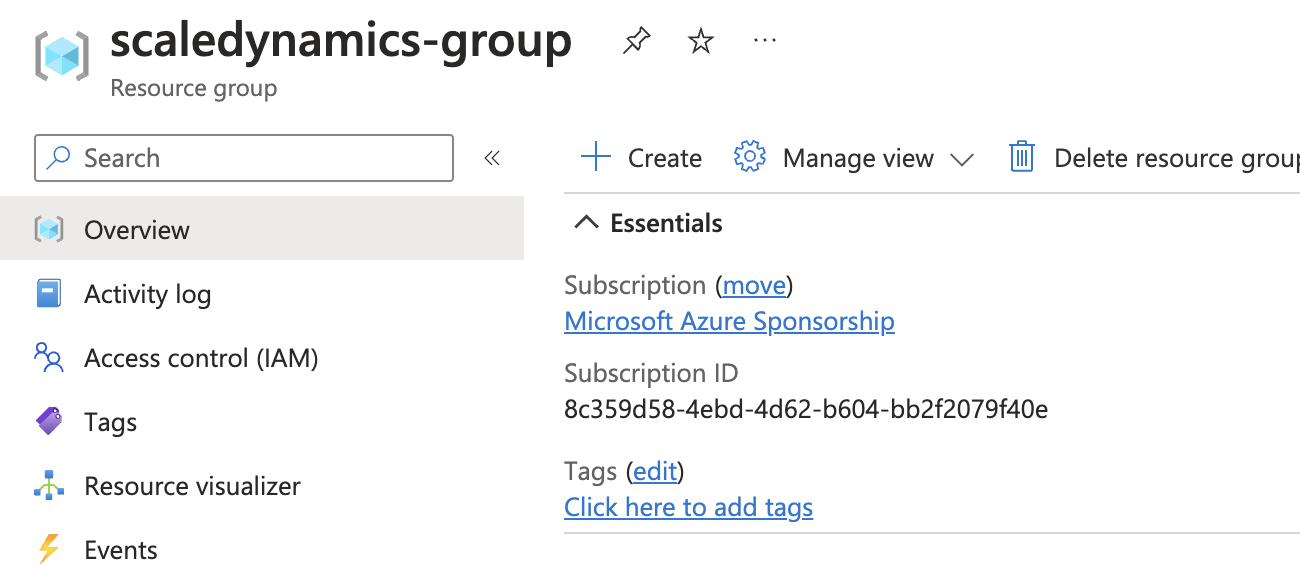 scaledynamics-group
Resource group
Search
Create
Manage view
Delete resource group
Overview
Activity log
Access control (IAM)
Tags
Resource visualizer
Events
Essentials
Subscription (move)
Microsoft Azure Sponsorship
Subscription ID
8c359d58-4ebd-4d62-b604-bb2f2079f40e
Tags (edit)
Click here to add tags